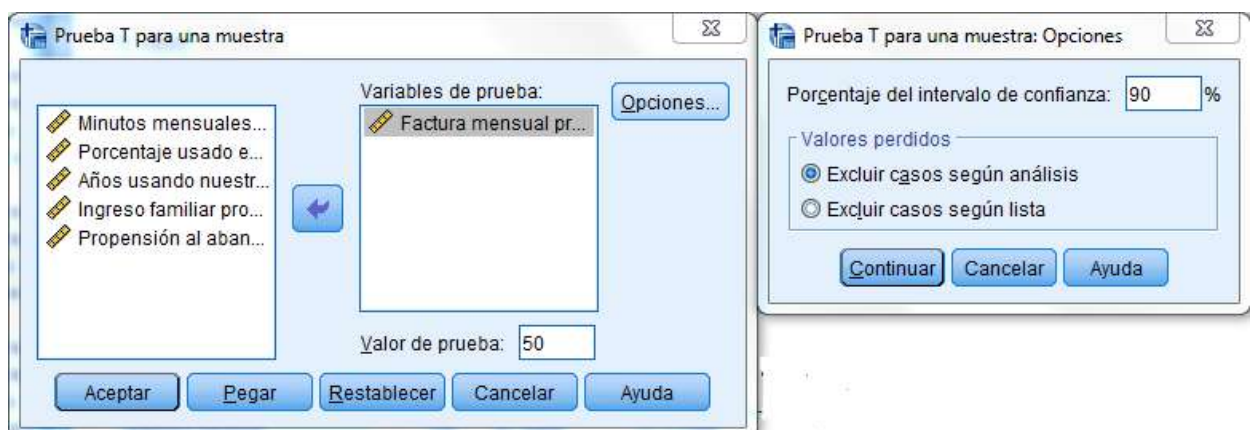 Prueba T para una muestra
Variables de prueba:
Opciones...
Minutos mensuales...
Porcentaje usado e...
Años usando nuestr...
Ingreso familiar pro...
Propensión al aban...
Factura mensual pr...
Valor de prueba: 50
Aceptar Pegar Restablecer Cancelar Ayuda
Prueba T para una muestra: Opciones
Porcentaje del intervalo de confianza: 90 %
Valores perdidos
Excluir casos según análisis
Excluir casos según lista
Continuar Cancelar Ayuda